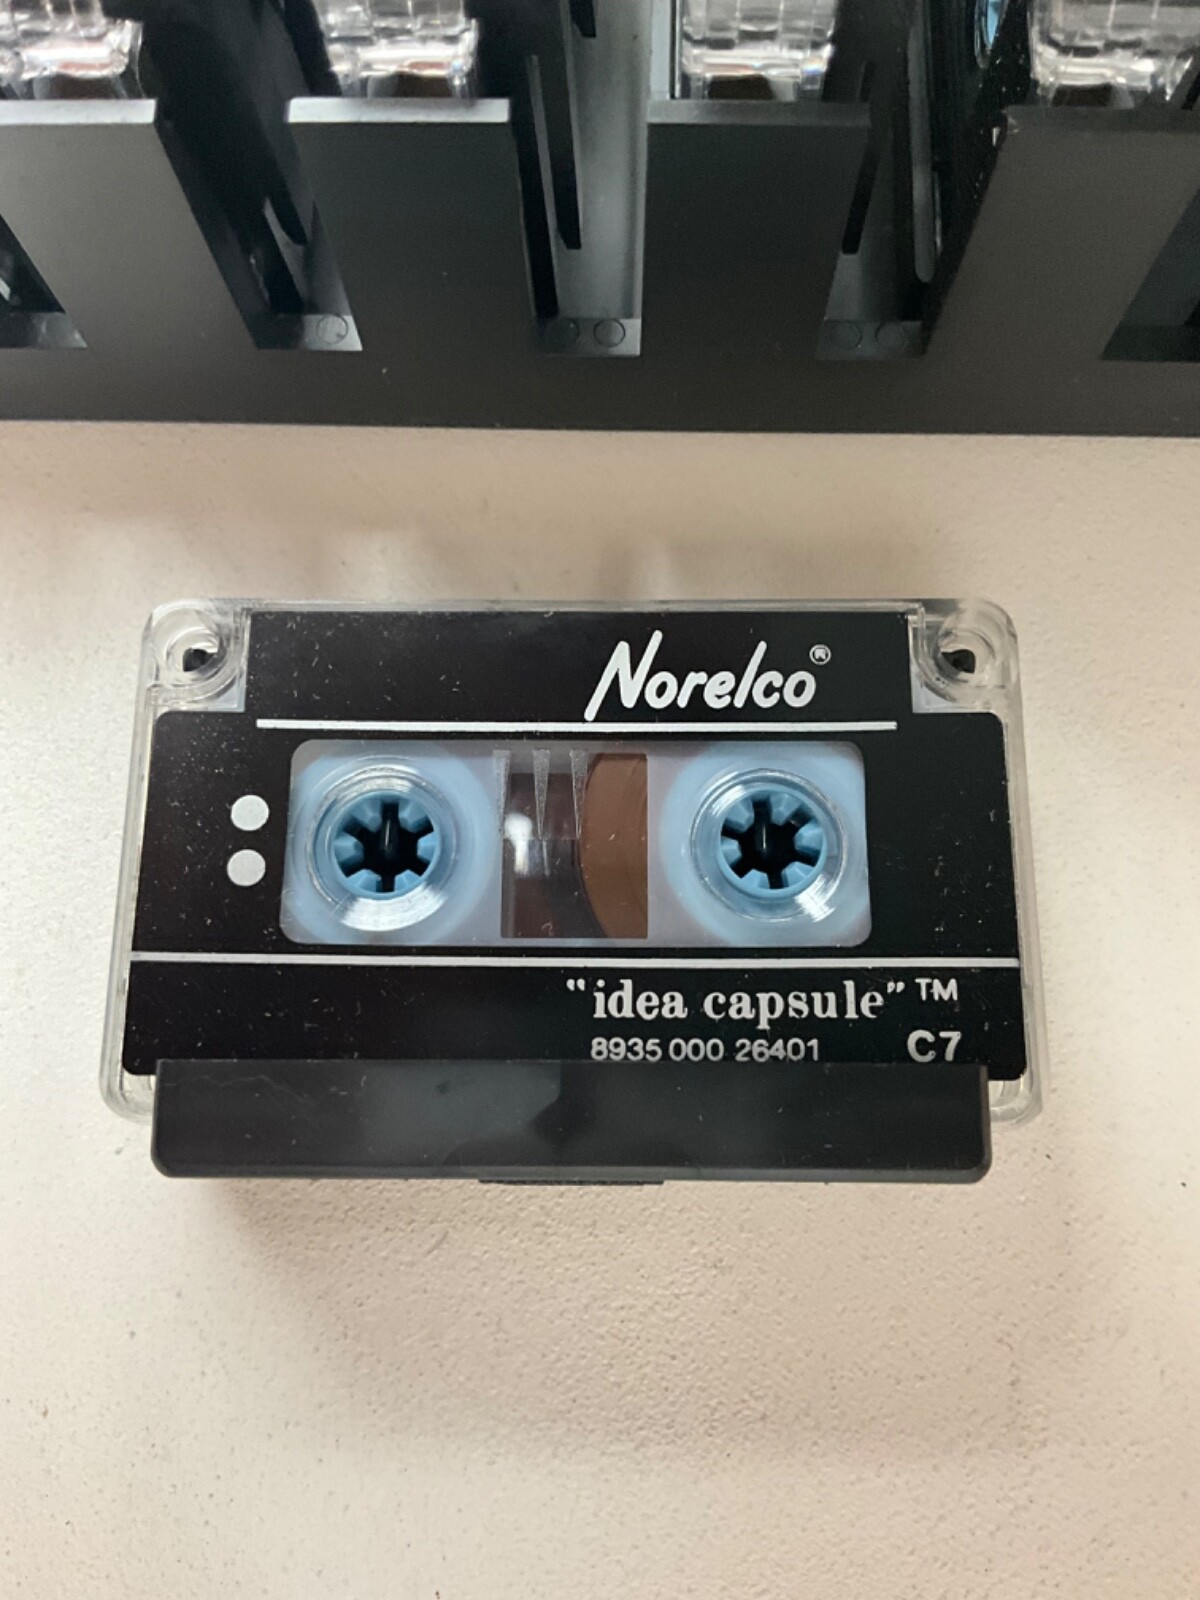 Norelco®
“idea capsule”™
8935 000 26401 C7